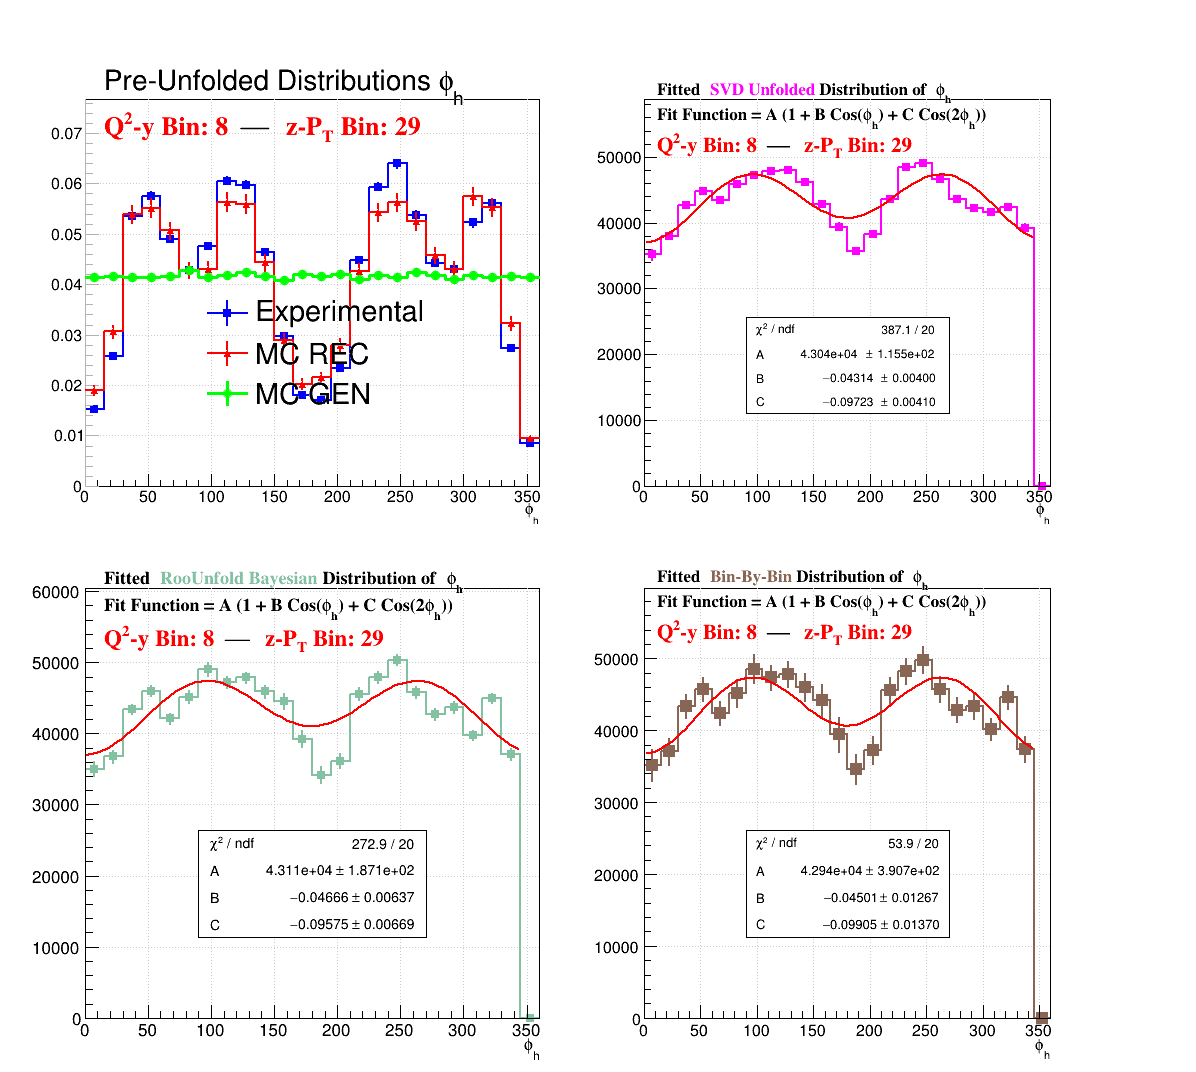 Pre-Unfolded Distributions ϕh
Q2-y Bin: 8 — z-PT Bin: 29
0.07
0.06
0.05
0.04
0.03
0.02
0.01
0
Experimental
MC REC
MC GEN
0 50 100 150 200 250 300 350
ϕh
Fitted SVD Unfolded Distribution of ϕh
Fit Function = A (1 + B Cos(ϕh) + C Cos(2ϕh))
Q2-y Bin: 8 — z-PT Bin: 29
50000
40000
30000
20000
10000
0
χ2 / ndf 387.1 / 20
A 4.304e+04 ± 1.155e+02
B −0.04314 ± 0.00400
C −0.09723 ± 0.00410
0 50 100 150 200 250 300 350
ϕh
Fitted RooUnfold Bayesian Distribution of ϕh
Fit Function = A (1 + B Cos(ϕh) + C Cos(2ϕh))
Q2-y Bin: 8 — z-PT Bin: 29
60000
50000
40000
30000
20000
10000
0
χ2 / ndf 272.9 / 20
A 4.311e+04 ± 1.871e+02
B −0.04666 ± 0.00637
C −0.09575 ± 0.00669
0 50 100 150 200 250 300 350
ϕh
Fitted Bin-By-Bin Distribution of ϕh
Fit Function = A (1 + B Cos(ϕh) + C Cos(2ϕh))
Q2-y Bin: 8 — z-PT Bin: 29
50000
40000
30000
20000
10000
0
χ2 / ndf 53.9 / 20
A 4.294e+04 ± 3.907e+02
B −0.04501 ± 0.01267
C −0.09905 ± 0.01370
0 50 100 150 200 250 300 350
ϕh